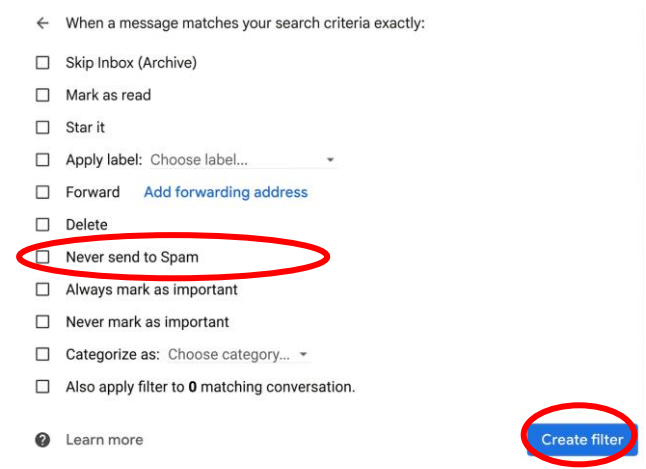 When a message matches your search criteria exactly:
Skip Inbox (Archive)
Mark as read
Star it
Apply label: Choose label...
Forward Add forwarding address
Delete
Never send to Spam
Always mark as important
Never mark as important
Categorize as: Choose category...
Also apply filter to 0 matching conversation.
? Learn more
Create filter